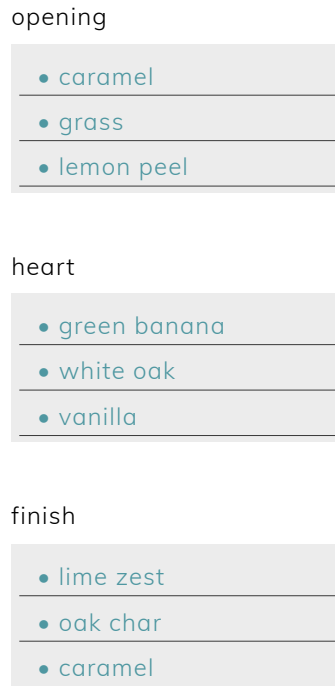 opening
• caramel
• grass
• lemon peel
heart
• green banana
• white oak
• vanilla
finish
• lime zest
• oak char
• caramel